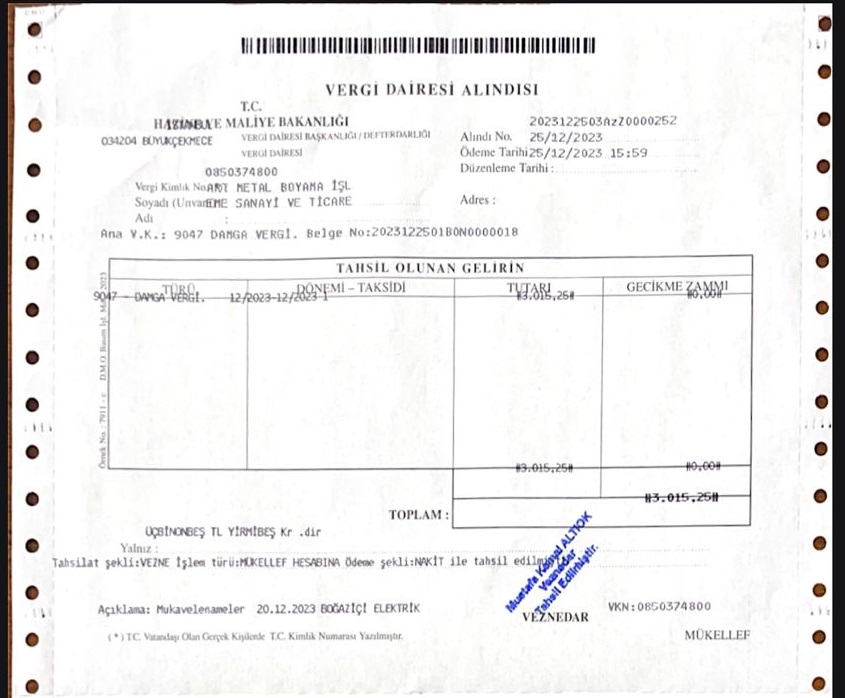 VERGİ DAİRESİ ALINDISI
T.C.
HAZİNE VE MALİYE BAKANLIĞI
034204 BÜYÜKÇEKMECE VERGİ DAİRESİ BAŞKANLIĞI / DEFTERDARLIĞI
VERGİ DAİRESİ
2023122503AzZ0000252
Alındı No. 25/12/2023
Ödeme Tarihi 25/12/2023 15:59
Düzenleme Tarihi :
0850374800
Vergi Kimlik No ART METAL BOYAMA İŞL
Soyadı (Unvan EME SANAYİ VE TİCARE
Adı :
Adres :
Ana V.K.: 9047 DAMGA VERGİ. Belge No:2023122501BON0000018
TAHSİL OLUNAN GELİRİN
TÜRÜ DÖNEMİ – TAKSİDİ TUTARI GECİKME ZAMMI
9047 - DAMGA VERGİ. 12/2023-12/2023 1 #3.015,25# #0,00#
Örnek No. : 7911 - c D.M.O. Basım İşl. 2023
#3.015,25# #0,00#
#3.015,25#
TOPLAM :
ÜÇBİNONBEŞ TL YİRMİBEŞ Kr .dir
Yalnız :
Tahsilat şekli:VEZNE İşlem türü:MÜKELLEF HESABINA Ödeme şekli:NAKİT ile tahsil
Mustafa Kemal ALTIOK
Veznedar
Tahsil Edilmiştir.
Açıklama: Mukavelenameler 20.12.2023 BOĞAZİÇİ ELEKTRİK
VEZNEDAR
VKN:0850374800
(*) T.C. Vatandaşı Olan Gerçek Kişilerde T.C. Kimlik Numarası Yazılmıştır.
MÜKELLEF